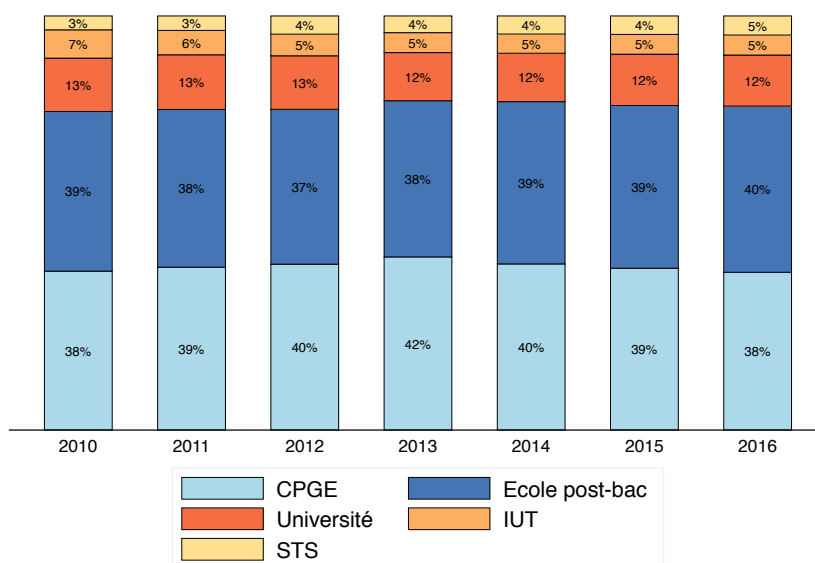 3% 3% 4% 4% 4% 4% 5%
7% 6% 5% 5% 5% 5% 5%
13% 13% 13% 12% 12% 12% 12%
39% 38% 37% 38% 39% 39% 40%
38% 39% 40% 42% 40% 39% 38%
2010 2011 2012 2013 2014 2015 2016
CPGE Ecole post-bac
Université IUT
STS